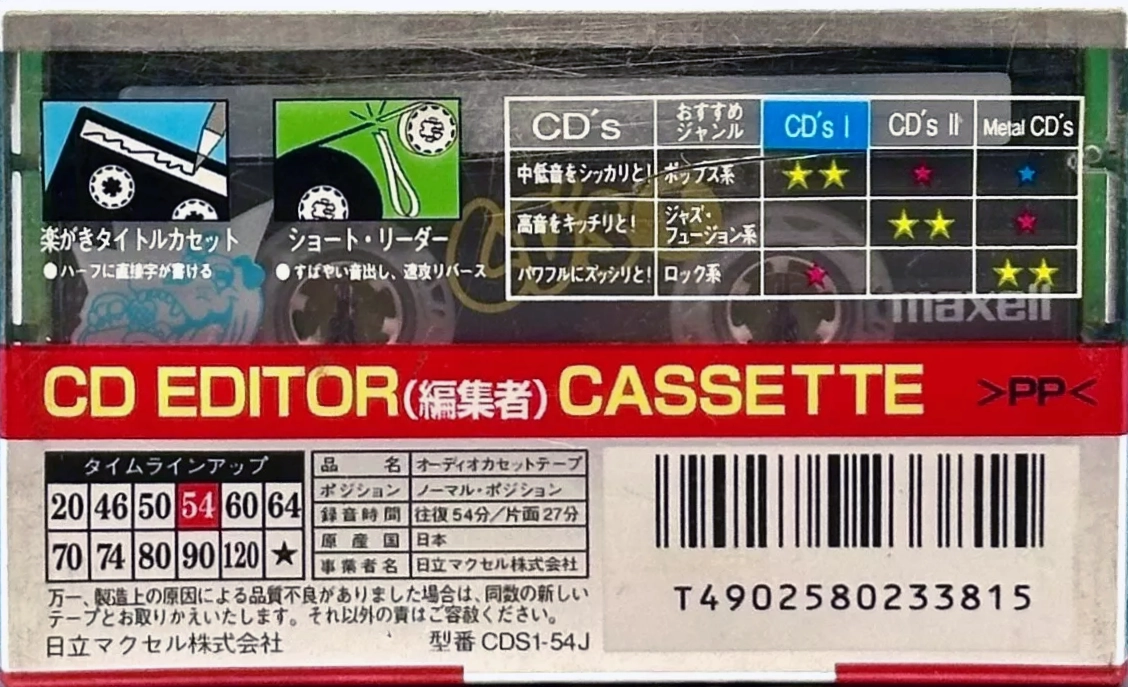 CD's おすすめジャンル CD's I CD's II Metal CD's
中低音をシッカリと! ポップス系 ★★ ★ ★
高音をキッチリと! ジャズ・フュージョン系 ★★ ★
パワフルにズッシリと! ロック系 ★ ★★
楽がきタイトルカセット
●ハーフに直接字が書ける
ショート・リーダー
●すばやい音出し、速攻リバース
maxell
CD EDITOR(編集者)CASSETTE
>PP<
タイムラインアップ
20 46 50 54 60 64
70 74 80 90 120 ★
品名 オーディオカセットテープ
ポジション ノーマル・ポジション
録音時間 往復54分/片面27分
原産国 日本
事業者名 日立マクセル株式会社
万一、製造上の原因による品質不良がありました場合は、同数の新しい
テープとお取りかえいたします。それ以外の責はご容赦ください。
日立マクセル株式会社 型番 CDS1-54J
T4902580233815